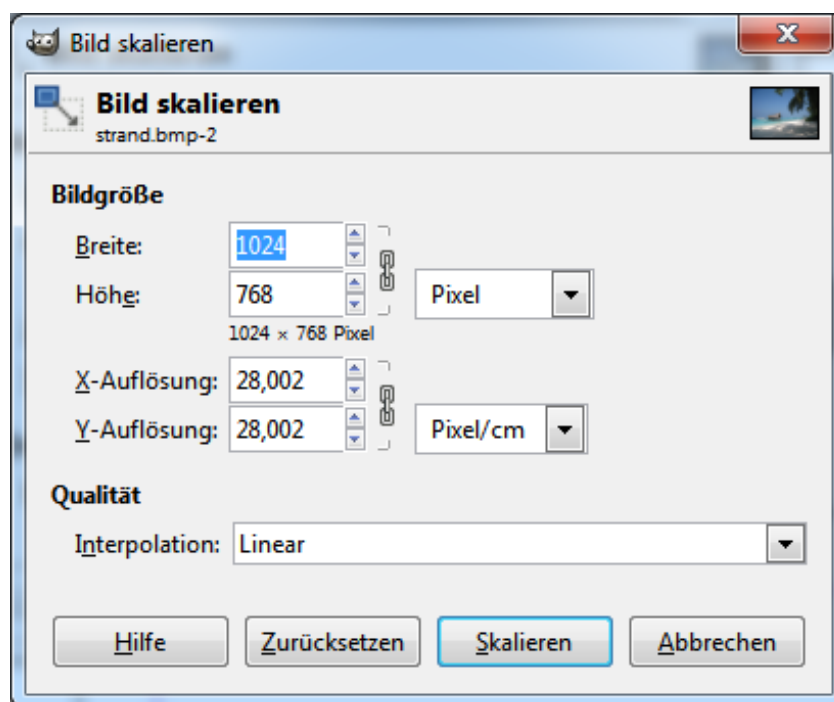 Bild skalieren
Bild skalieren
strand.bmp-2
Bildgröße
Breite: 1024
Höhe: 768 Pixel
1024 × 768 Pixel
X-Auflösung: 28,002
Y-Auflösung: 28,002 Pixel/cm
Qualität
Interpolation: Linear
Hilfe Zurücksetzen Skalieren Abbrechen